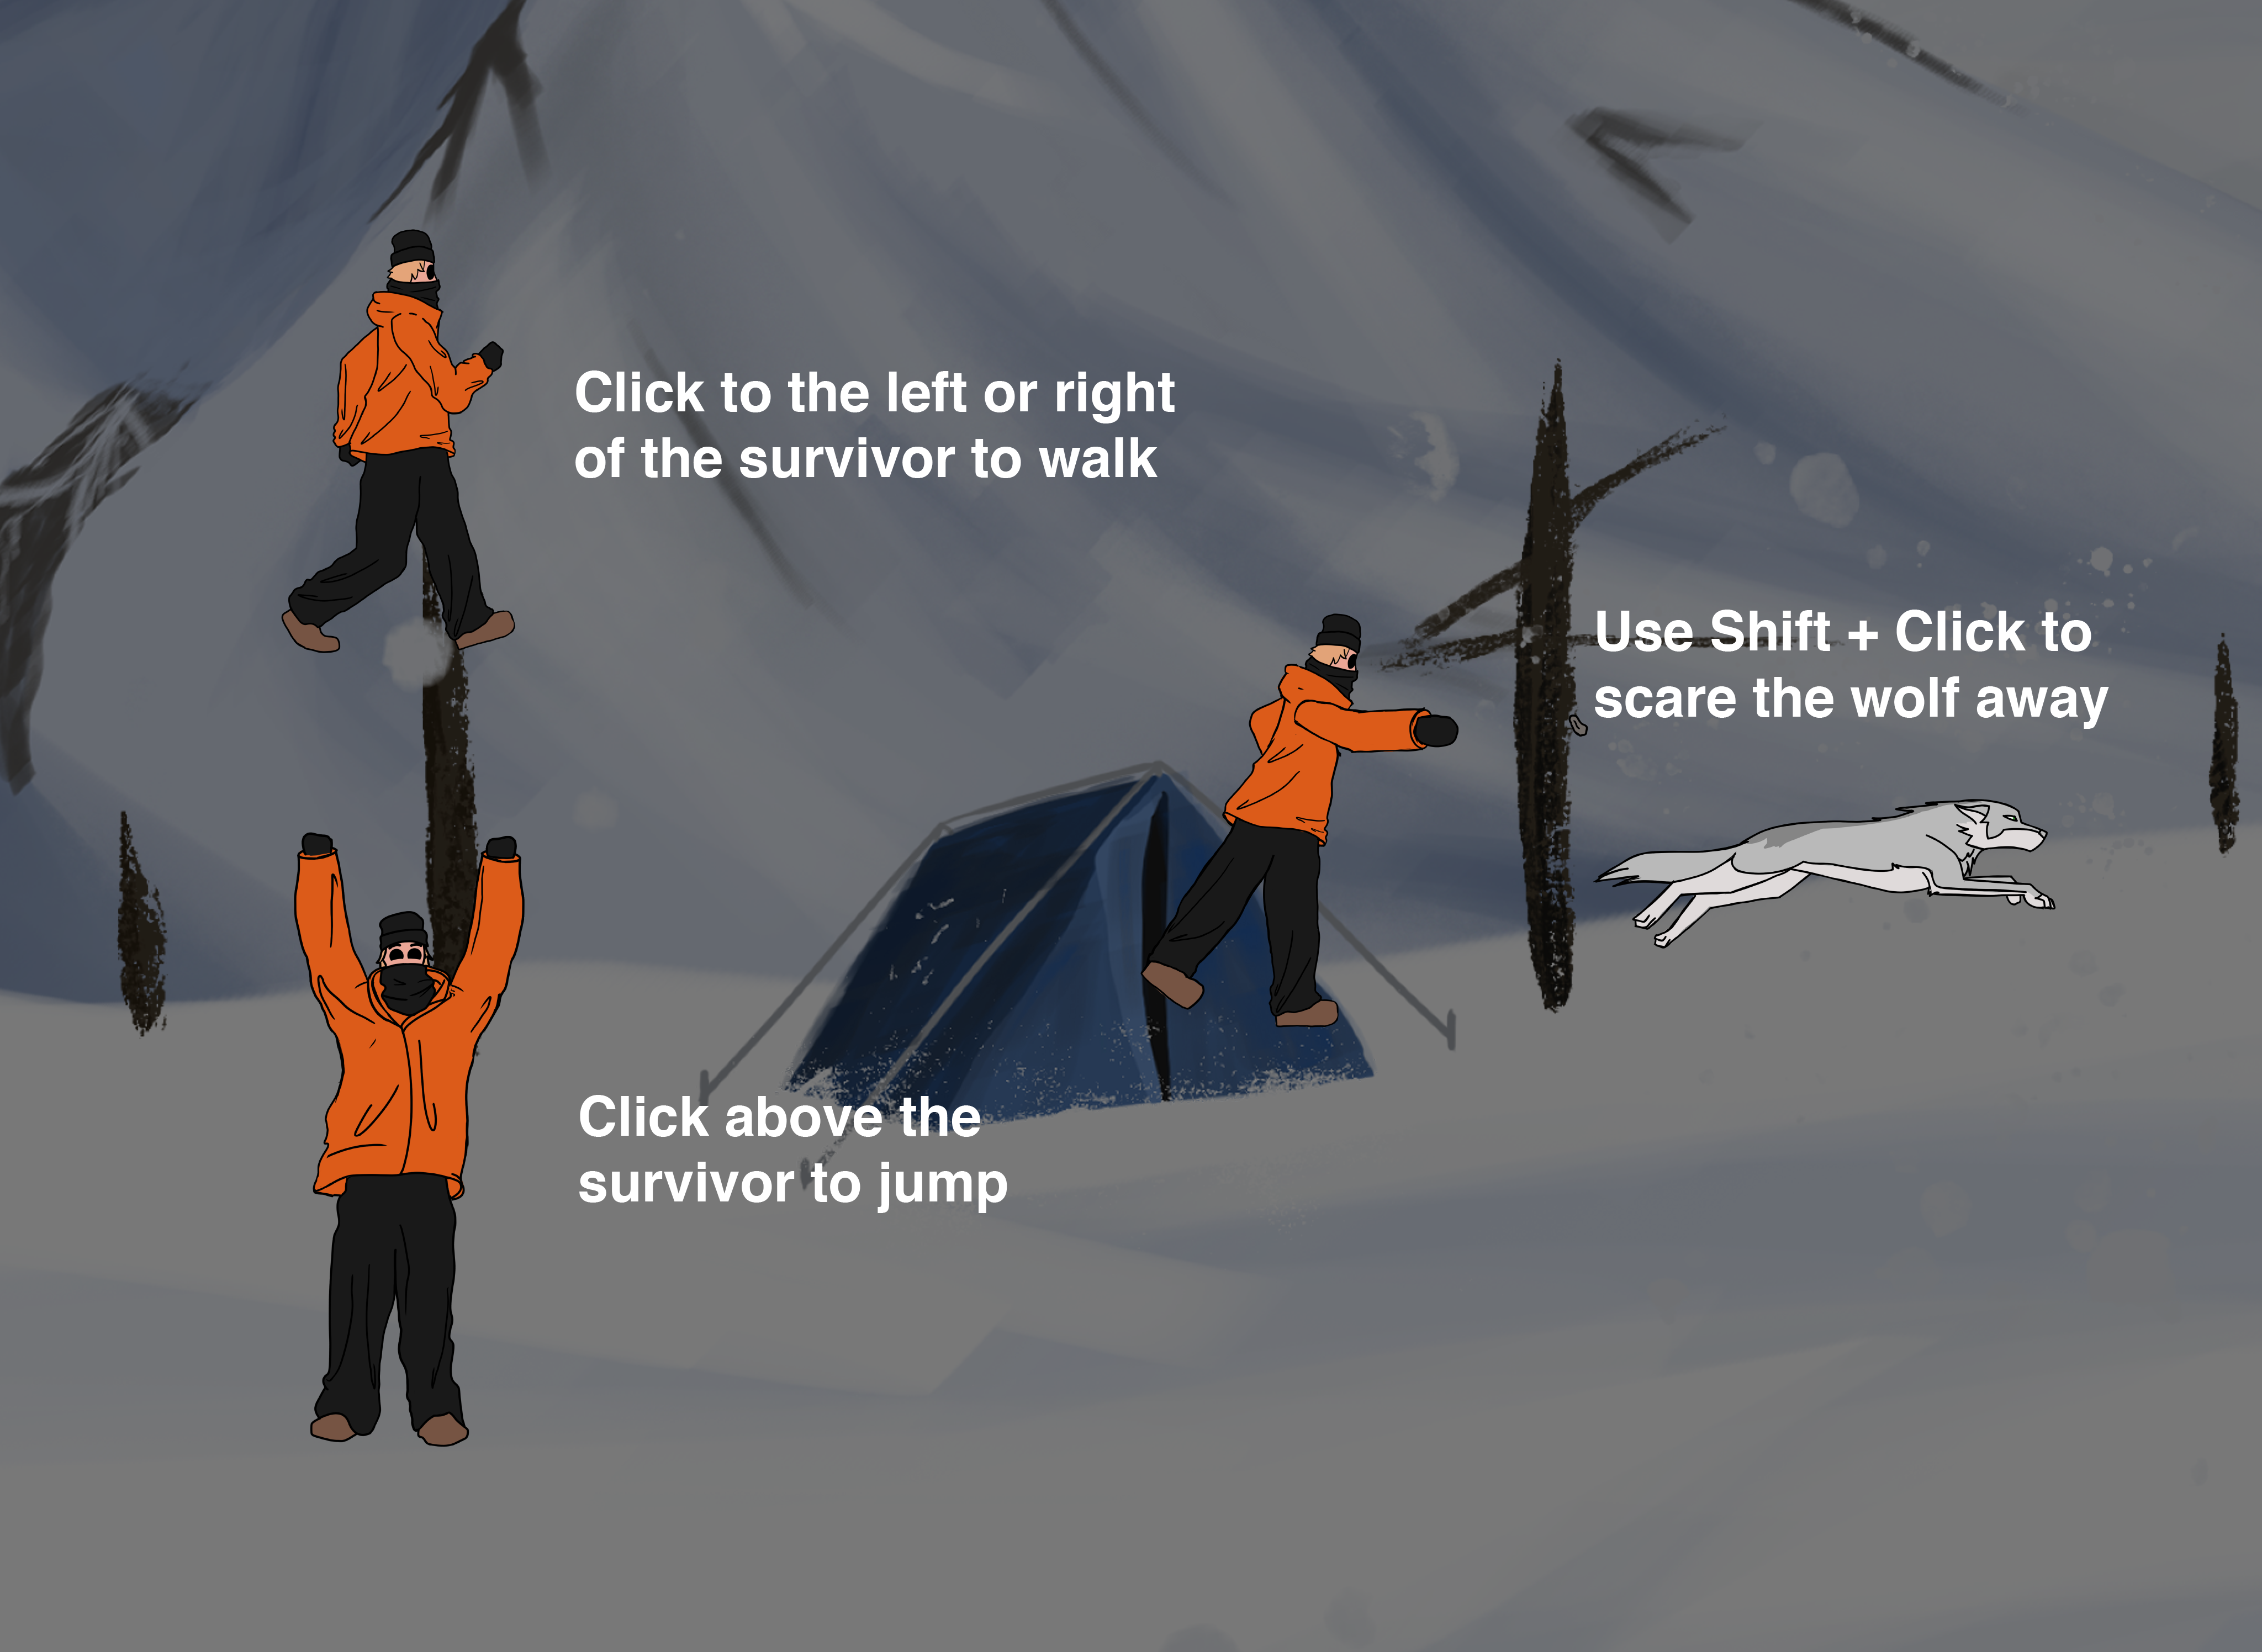 Click to the left or right
of the survivor to walk
Use Shift + Click to
scare the wolf away
Click above the
survivor to jump